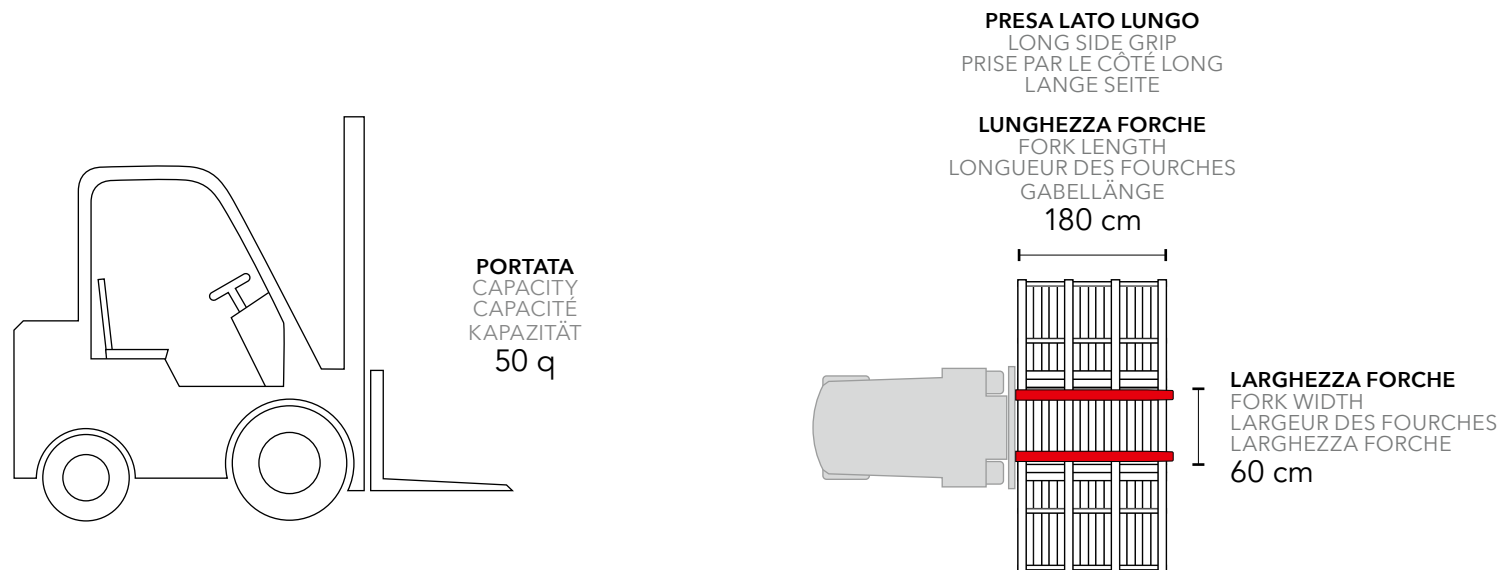 PRESA LATO LUNGO
LONG SIDE GRIP
PRISE PAR LE CÔTÉ LONG
LANGE SEITE
LUNGHEZZA FORCHE
FORK LENGTH
LONGUEUR DES FOURCHES
GABELLÄNGE
180 cm
PORTATA
CAPACITY
CAPACITÉ
KAPAZITÄT
50 q
LARGHEZZA FORCHE
FORK WIDTH
LARGEUR DES FOURCHES
LARGHEZZA FORCHE
60 cm